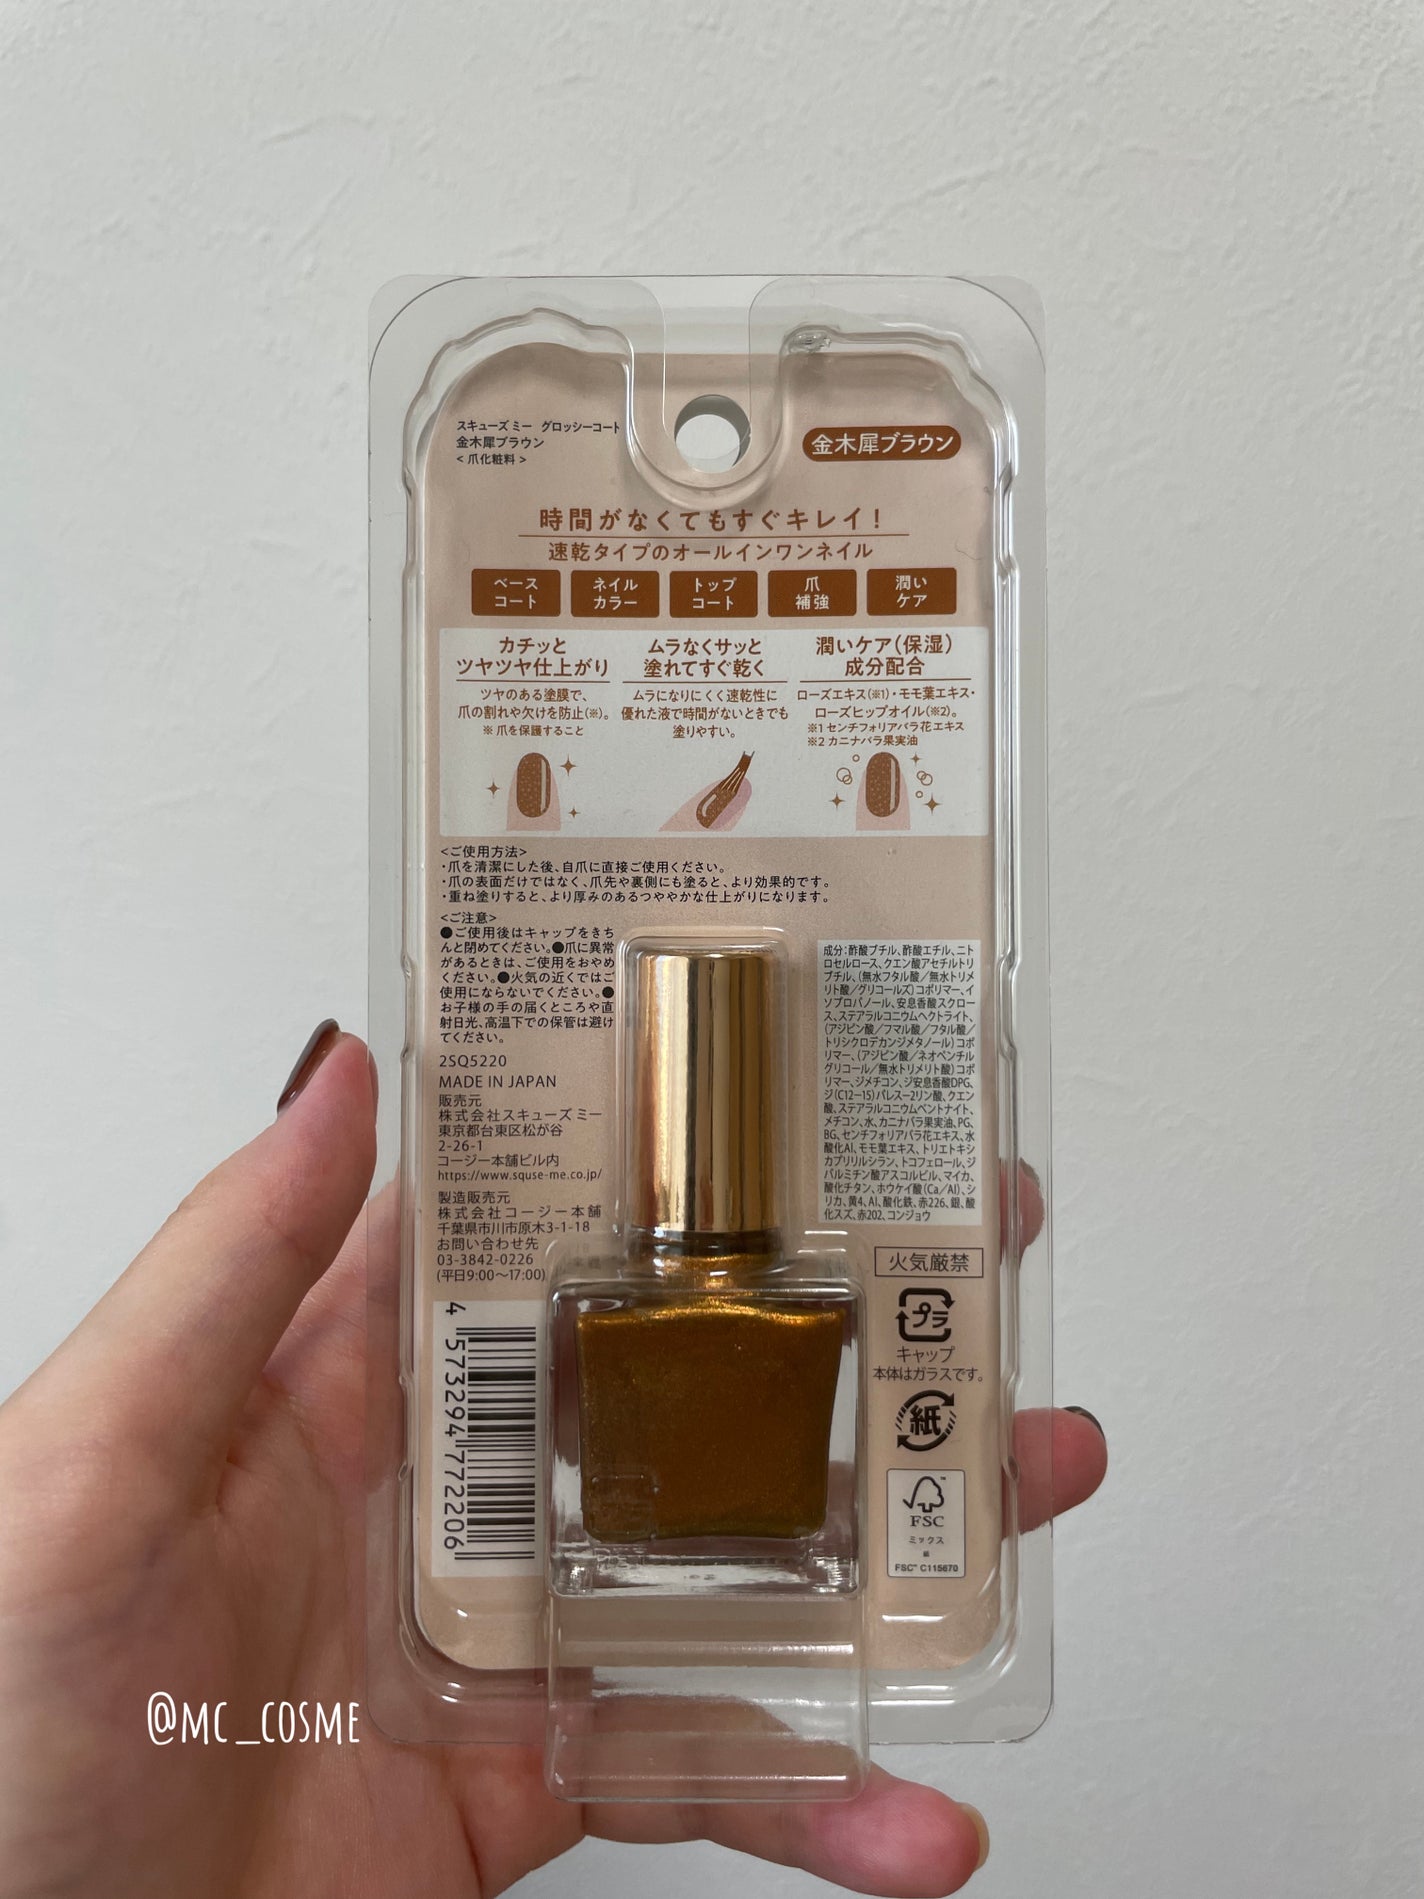 スキューズ ミー グロッシーコート
金木犀ブラウン
< 爪化粧料 >
金木犀ブラウン
時間がなくてもすぐキレイ！
速乾タイプのオールインワンネイル
ベース
コート
ネイル
カラー
トップ
コート
爪
補強
潤い
ケア
カチッと
ツヤツヤ仕上がり
ツヤのある塗膜で、
爪の割れや欠けを防止(※)。
※ 爪を保護すること
ムラなくサッと
塗れてすぐ乾く
ムラになりにくく速乾性に
優れた液で時間がないときでも
塗りやすい。
潤いケア（保湿）
成分配合
ローズエキス(※1)・モモ葉エキス・
ローズヒップオイル(※2)。
※1 センチフォリアバラ花エキス
※2 カニナバラ果実油
<ご使用方法>
・爪を清潔にした後、自爪に直接ご使用ください。
・爪の表面だけではなく、爪先や裏側にも塗ると、より効果的です。
・重ね塗りすると、より厚みのあるつややかな仕上がりになります。
<ご注意>
●ご使用後はキャップをきち
んと閉めてください。●爪に異常
があるときは、ご使用をおやめ
ください。●火気の近くではご
使用にならないでください。●
お子様の手の届くところや直
射日光、高温下での保管は避け
てください。
2SQ5220
MADE IN JAPAN
販売元
株式会社スキューズ ミー
東京都台東区松が谷
2-26-1
コージー本舗ビル内
https://www.squse-me.co.jp/
製造販売元
株式会社コージー本舗
千葉県市川市原木3-1-18
お問い合わせ先
03-3842-0226
(平日9:00〜17:00)
4 573294 772206
成分：酢酸ブチル、酢酸エチル、ニト
ロセルロース、クエン酸アセチルトリ
ブチル、（無水フタル酸／無水トリメ
リト酸／グリコールズ）コポリマー、イ
ソプロパノール、安息香酸スクロー
ス、ステアラルコニウムヘクトライト、
（アジピン酸／フマル酸／フタル酸／
トリシクロデカンジメタノール）コポ
リマー、（アジピン酸／ネオペンチル
グリコール／無水トリメリト酸）コポ
リマー、ジメチコン、ジ安息香酸DPG、
ジ(C12−15)パレス−2リン酸、クエン
酸、ステアラルコニウムベントナイト、
メチコン、水、カニナバラ果実油、PG、
BG、センチフォリアバラ花エキス、水
酸化Al、モモ葉エキス、トリエトキシ
カプリリルシラン、トコフェロール、ジ
パルミチン酸アスコルビル、マイカ、
酸化チタン、ホウケイ酸（Ca／Al）、シ
リカ、黄4、Al、酸化鉄、赤226、銀、酸
化スズ、赤202、コンジョウ
火気厳禁
プラ
キャップ
本体はガラスです。
紙
FSC
ミックス
紙
FSC™ C115670
@MC_COSME